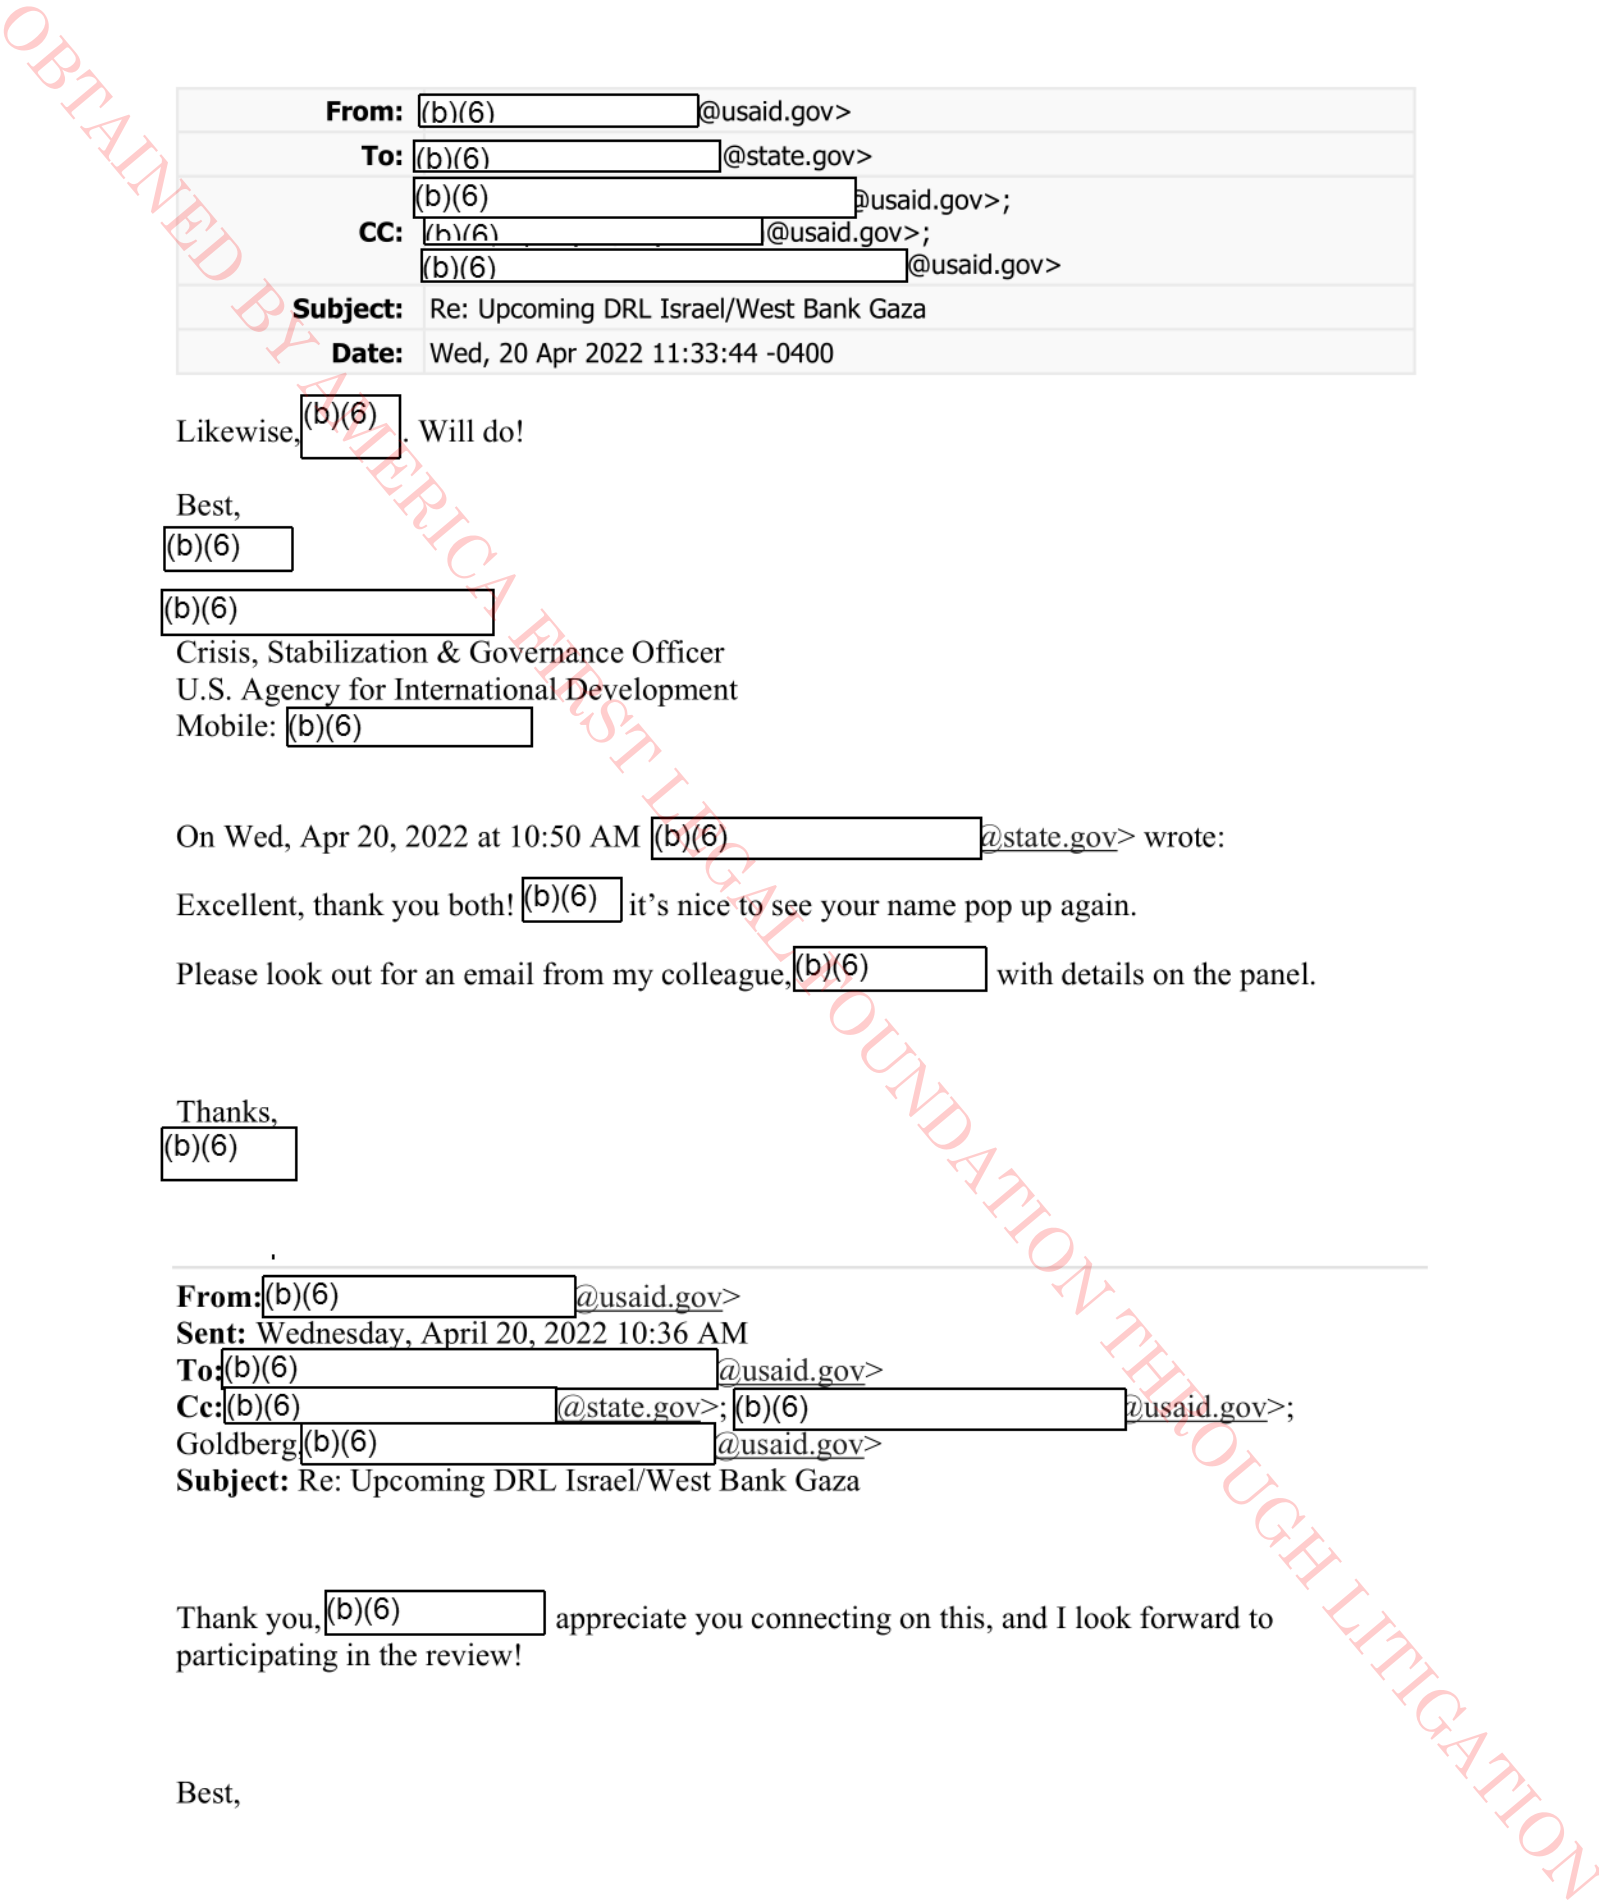 OBTAINED BY AMERICA FIRST LEGAL FOUNDATION THROUGH LITIGATION
From: (b)(6) @usaid.gov>
To: (b)(6) @state.gov>
(b)(6) @usaid.gov>;
CC: (b)(6) @usaid.gov>;
(b)(6) @usaid.gov>
Subject: Re: Upcoming DRL Israel/West Bank Gaza
Date: Wed, 20 Apr 2022 11:33:44 -0400
Likewise, (b)(6) . Will do!
Best,
(b)(6)
(b)(6)
Crisis, Stabilization & Governance Officer
U.S. Agency for International Development
Mobile: (b)(6)
On Wed, Apr 20, 2022 at 10:50 AM (b)(6) @state.gov> wrote:
Excellent, thank you both! (b)(6) it’s nice to see your name pop up again.
Please look out for an email from my colleague, (b)(6) with details on the panel.
Thanks,
(b)(6)
From: (b)(6) @usaid.gov>
Sent: Wednesday, April 20, 2022 10:36 AM
To: (b)(6) @usaid.gov>
Cc: (b)(6) @state.gov>; (b)(6) @usaid.gov>;
Goldberg, (b)(6) @usaid.gov>
Subject: Re: Upcoming DRL Israel/West Bank Gaza
Thank you, (b)(6) appreciate you connecting on this, and I look forward to
participating in the review!
Best,